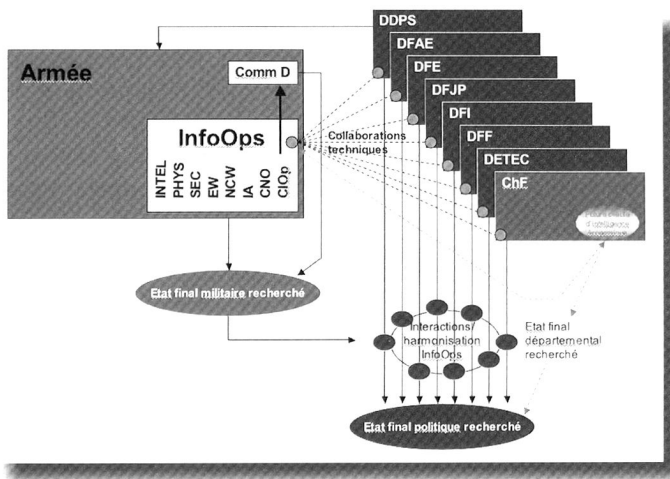 DDPS
DFAE
DFE
DFJP
DFI
DFF
DETEC
ChF
Armée
Comm D
InfoOps
INTEL
PHYS
SEC
EW
NCW
IA
CNO
CIOp
Collaborations
techniques
Etat final militaire recherché
Interactions/
harmonisation
InfoOps
Etat final
départemental
recherché
Etat final politique recherché